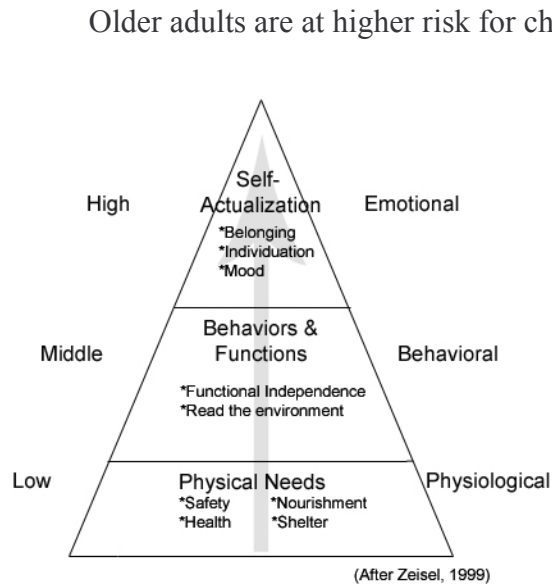 Older adults are at higher risk for ch
Self-
High Actualization Emotional
*Belonging
*Individuation
*Mood
Behaviors &
Middle Functions Behavioral
*Functional Independence
*Read the environment
Low Physical Needs Physiological
*Safety *Nourishment
*Health *Shelter
(After Zeisel, 1999)